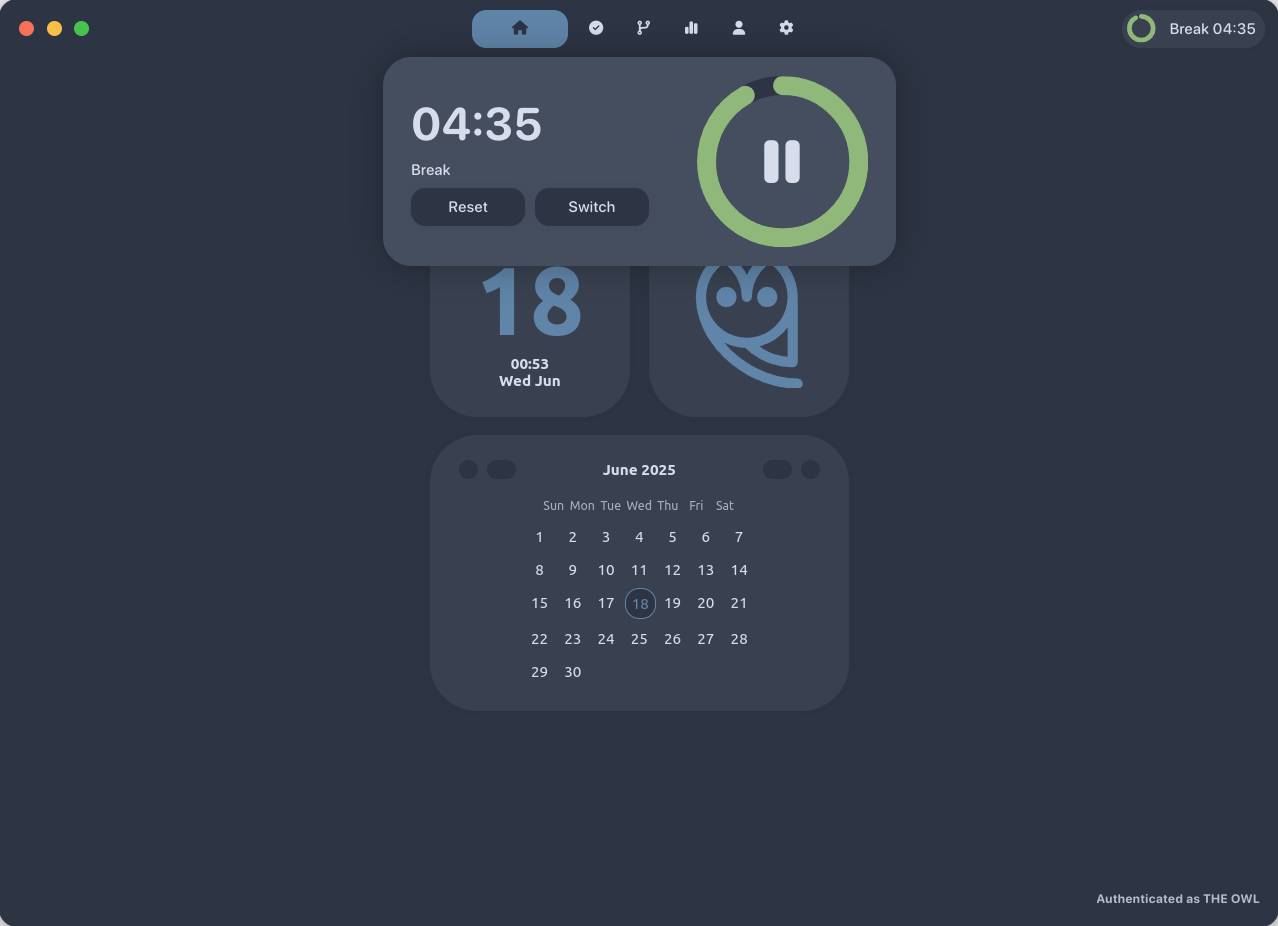 Break 04:35
04:35
Break
Reset Switch
18
00:53
Wed Jun
June 2025
Sun Mon Tue Wed Thu Fri Sat
1 2 3 4 5 6 7
8 9 10 11 12 13 14
15 16 17 18 19 20 21
22 23 24 25 26 27 28
29 30
Authenticated as THE OWL